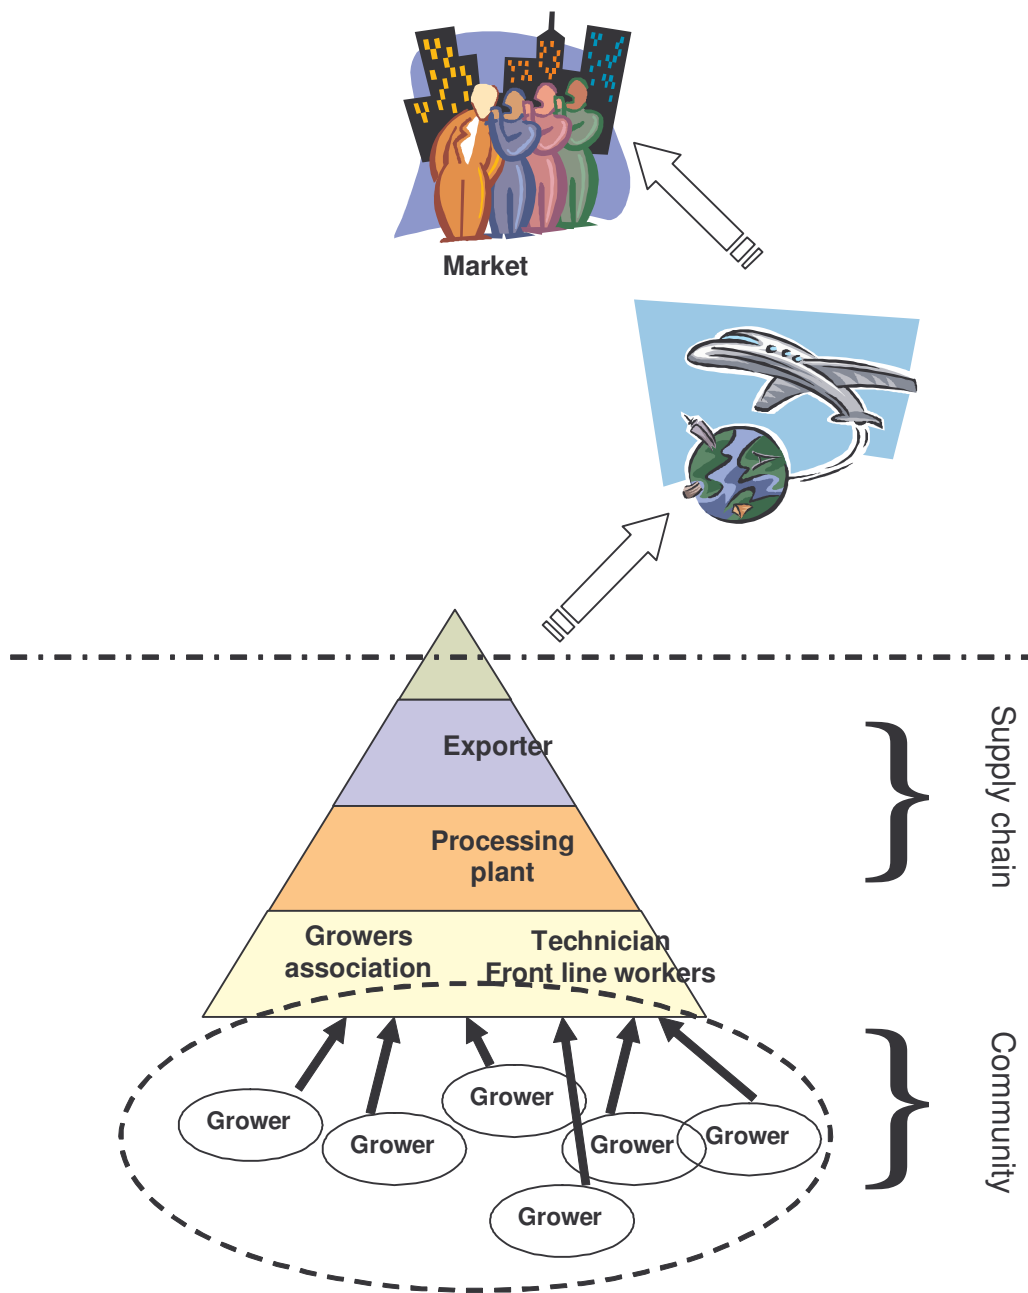 Market
Exporter
Supply chain
Processing
plant
Growers
association
Technician
Front line workers
Community
Grower
Grower
Grower
Grower
Grower
Grower